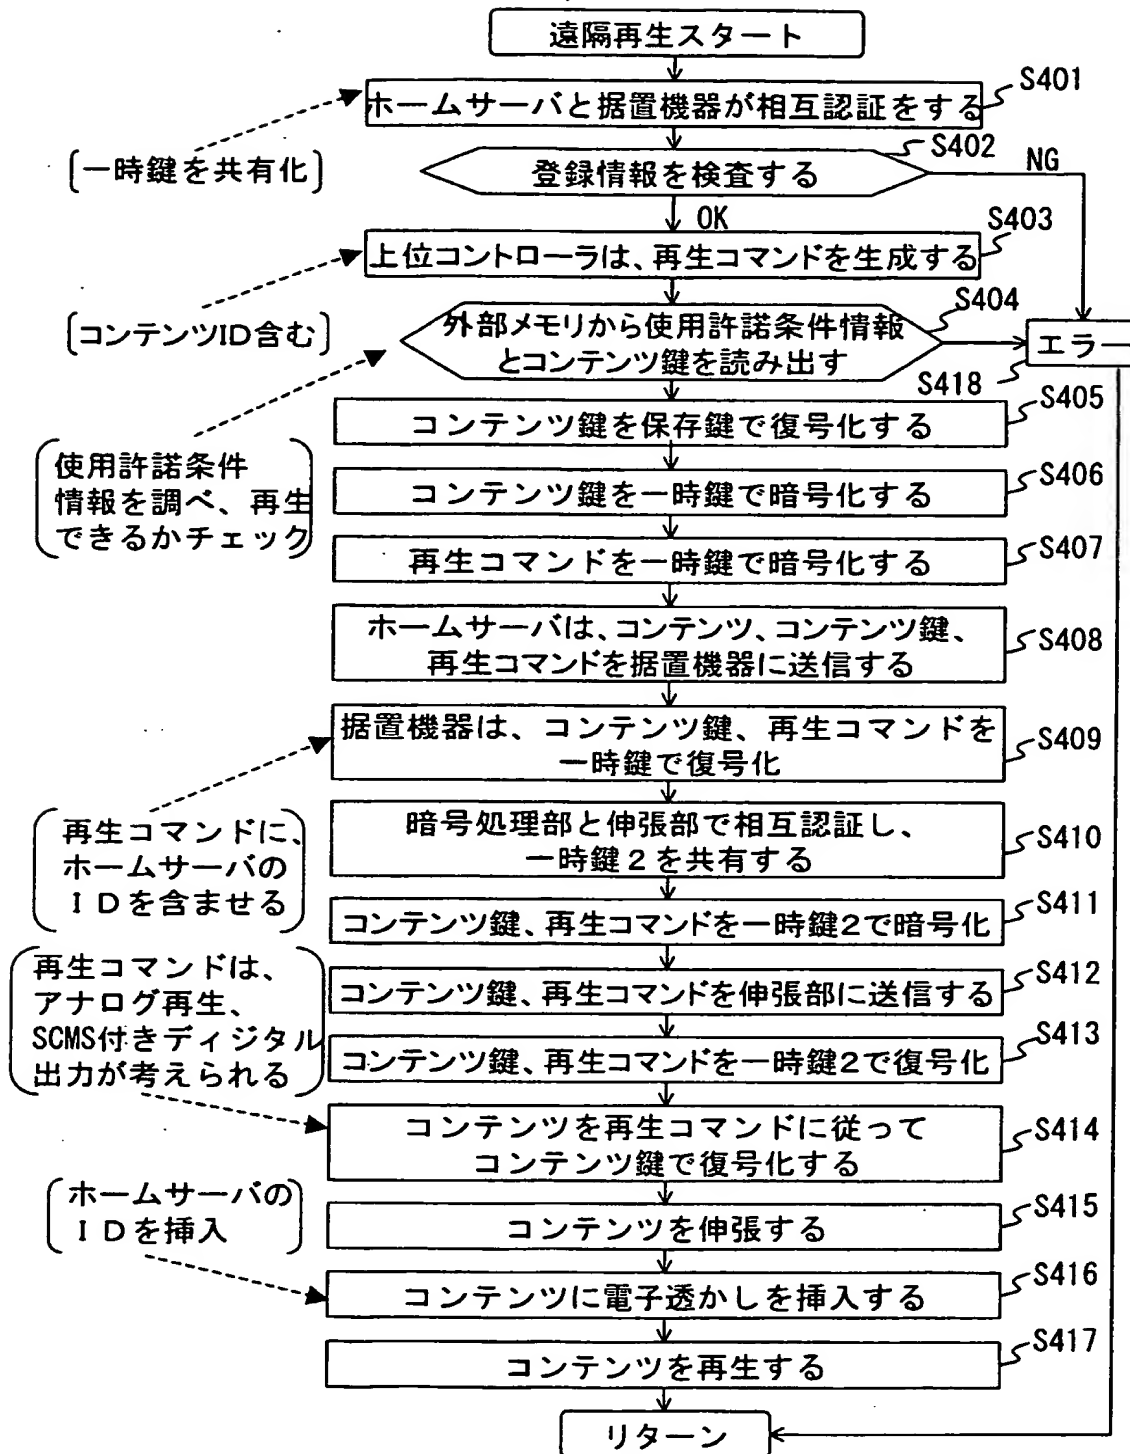 遠隔再生スタート
S401
ホームサーバと据置機器が相互認証をする
一時鍵を共有化
S402
登録情報を検査する
NG
OK
S403
上位コントローラは、再生コマンドを生成する
コンテンツID含む
S404
外部メモリから使用許諾条件情報
とコンテンツ鍵を読み出す
エラー
S418
使用許諾条件
情報を調べ、再生
できるかチェック
S405
コンテンツ鍵を保存鍵で復号化する
S406
コンテンツ鍵を一時鍵で暗号化する
S407
再生コマンドを一時鍵で暗号化する
S408
ホームサーバは、コンテンツ、コンテンツ鍵、
再生コマンドを据置機器に送信する
S409
据置機器は、コンテンツ鍵、再生コマンドを
一時鍵で復号化
再生コマンドに、
ホームサーバの
IDを含ませる
S410
暗号処理部と伸張部で相互認証し、
一時鍵2を共有する
S411
コンテンツ鍵、再生コマンドを一時鍵2で暗号化
再生コマンドは、
アナログ再生、
SCMS付きディジタル
出力が考えられる
S412
コンテンツ鍵、再生コマンドを伸張部に送信する
S413
コンテンツ鍵、再生コマンドを一時鍵2で復号化
S414
コンテンツを再生コマンドに従って
コンテンツ鍵で復号化する
ホームサーバの
IDを挿入
S415
コンテンツを伸張する
S416
コンテンツに電子透かしを挿入する
S417
コンテンツを再生する
リターン